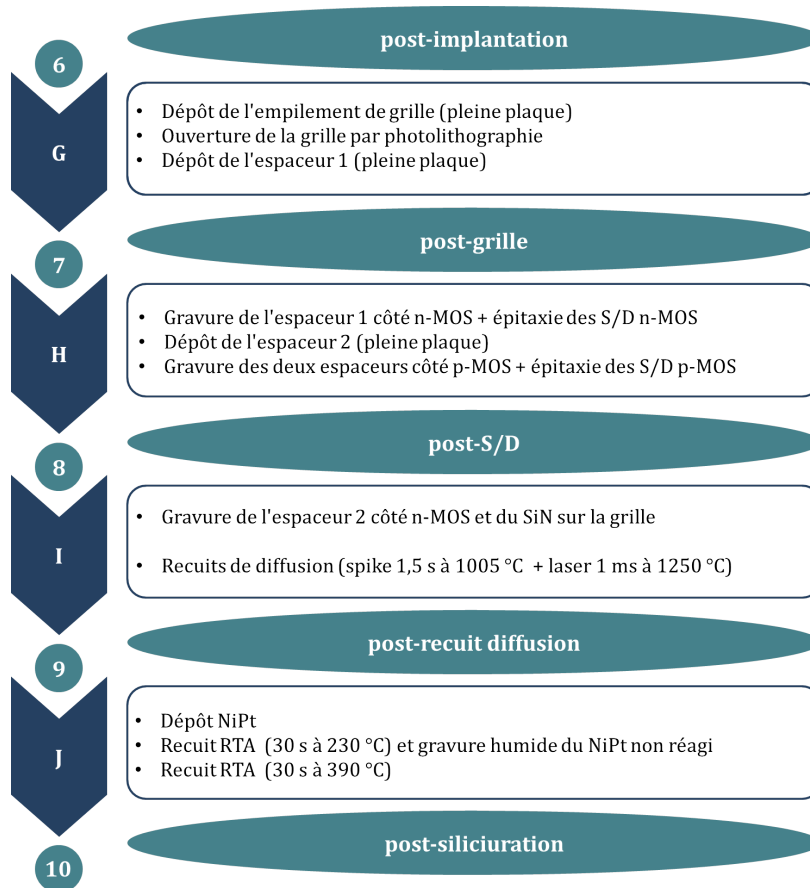 post-implantation
6
G
• Dépôt de l'empilement de grille (pleine plaque)
• Ouverture de la grille par photolithographie
• Dépôt de l'espaceur 1 (pleine plaque)
post-grille
7
H
• Gravure de l'espaceur 1 côté n-MOS + épitaxie des S/D n-MOS
• Dépôt de l'espaceur 2 (pleine plaque)
• Gravure des deux espaceurs côté p-MOS + épitaxie des S/D p-MOS
post-S/D
8
I
• Gravure de l'espaceur 2 côté n-MOS et du SiN sur la grille
• Recuits de diffusion (spike 1,5 s à 1005 °C + laser 1 ms à 1250 °C)
post-recuit diffusion
9
J
• Dépôt NiPt
• Recuit RTA (30 s à 230 °C) et gravure humide du NiPt non réagi
• Recuit RTA (30 s à 390 °C)
post-siliciuration
10